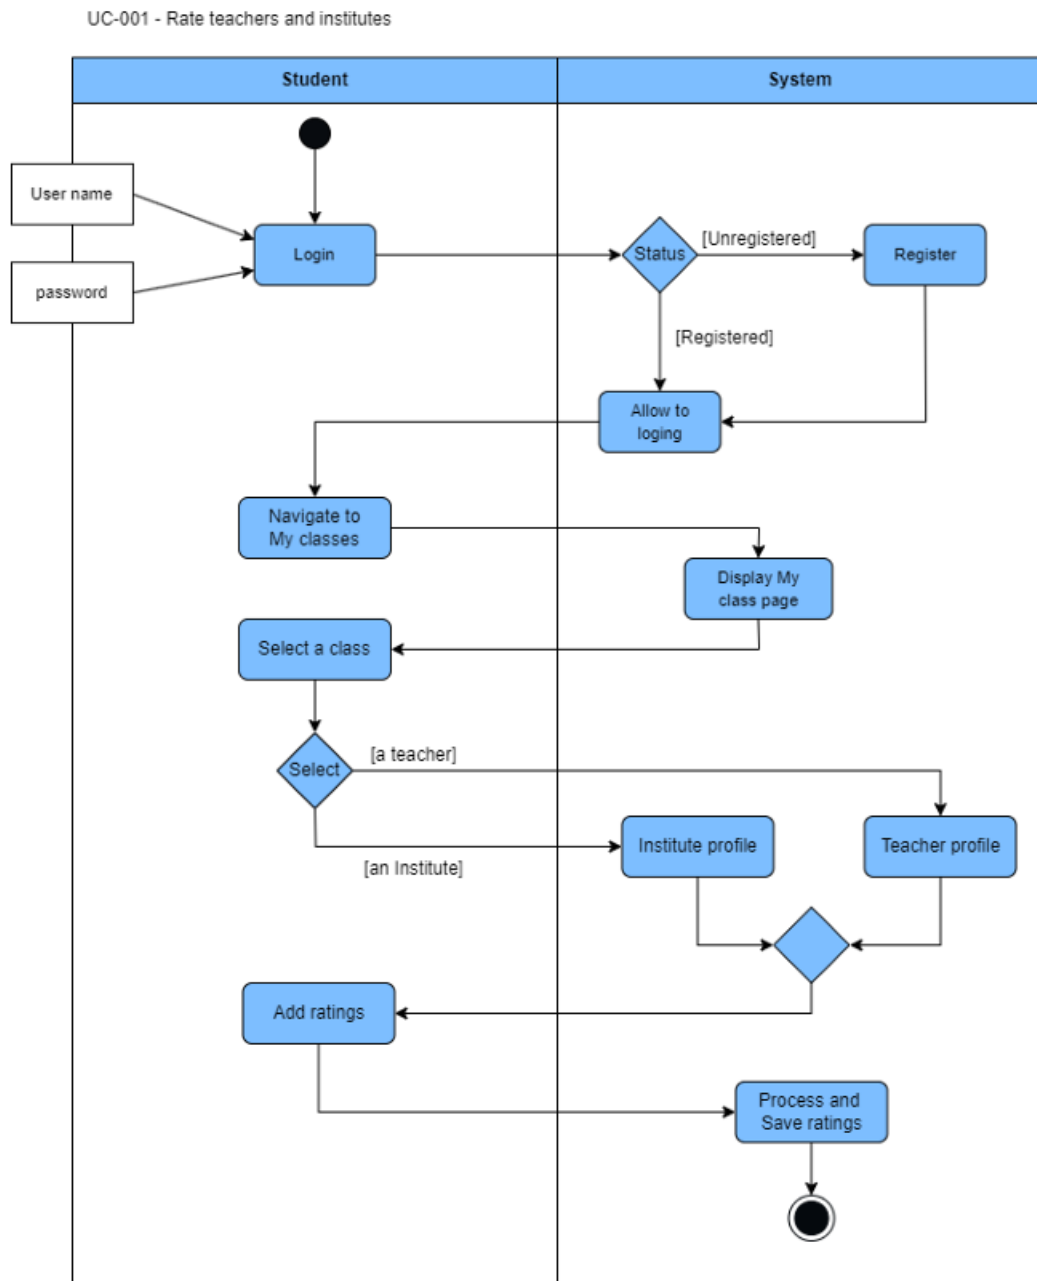 UC-001 - Rate teachers and institutes
Student
System
User name
Login
password
Status
[Unregistered]
Register
[Registered]
Allow to
loging
Navigate to
My classes
Display My
class page
Select a class
Select
[a teacher]
[an Institute]
Institute profile
Teacher profile
Add ratings
Process and
Save ratings